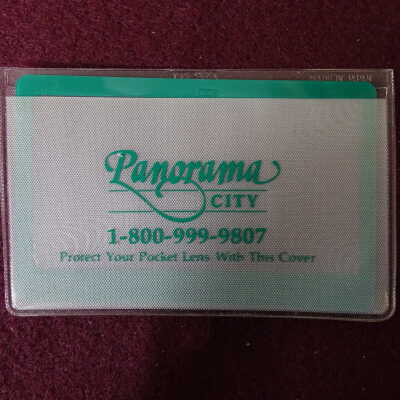 Panorama
CITY
1-800-999-9807
Protect Your Pocket Lens With This Cover